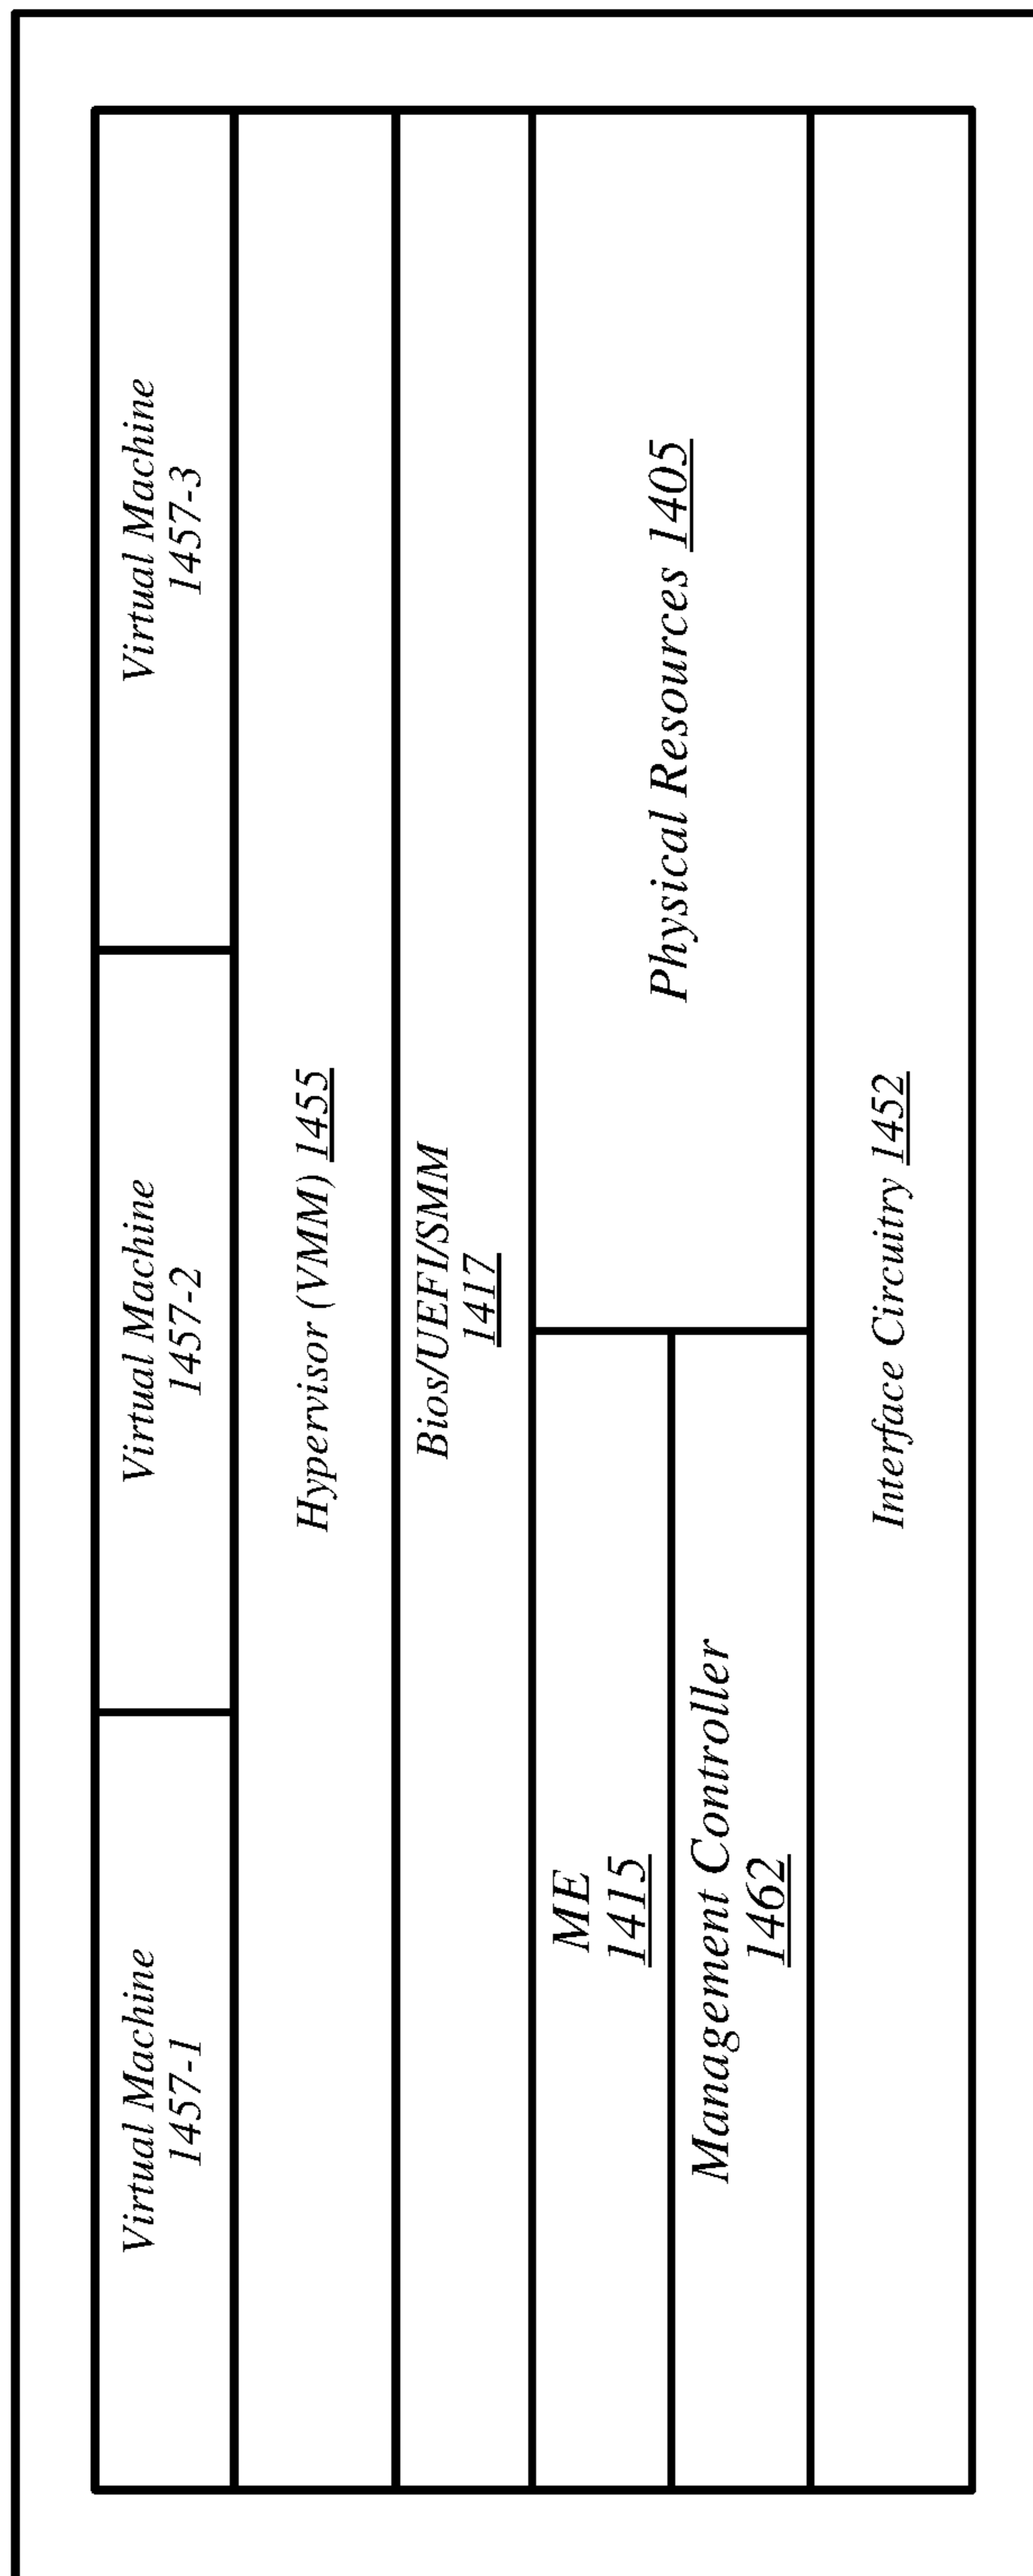 Virtual Machine
1457-1
Virtual Machine
1457-2
Virtual Machine
1457-3
Hypervisor (VMM) 1455
Bios/UEFI/SMM
1417
ME
1415
Management Controller
1462
Physical Resources 1405
Interface Circuitry 1452